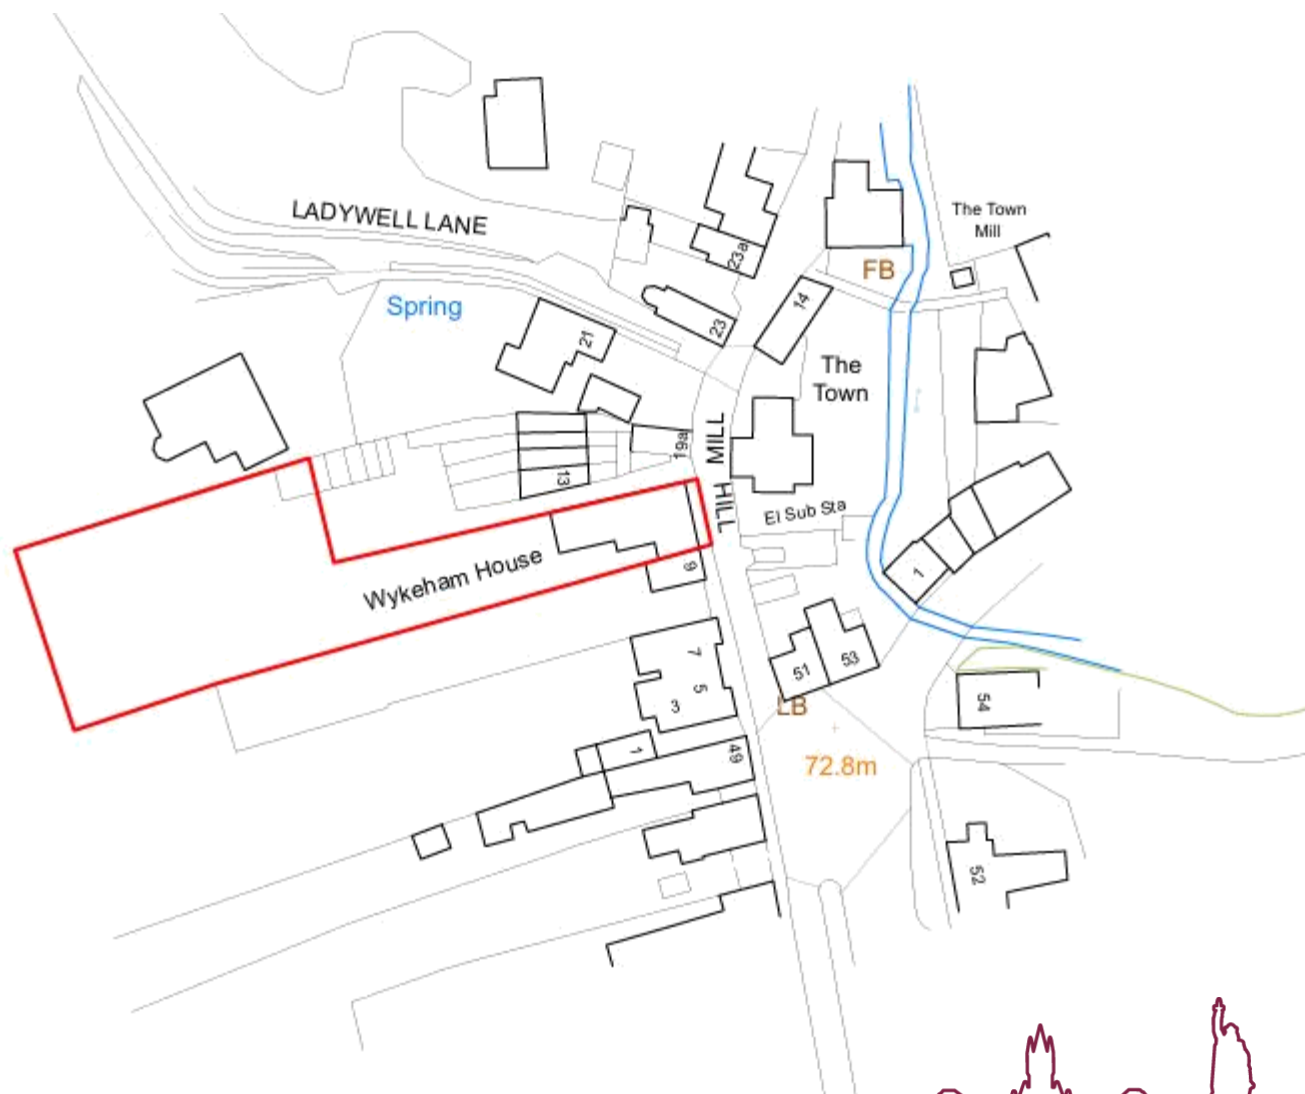 LADYWELL LANE
The Town
Mill
23a
FB
Spring
14
23
21
The
Town
MILL
HILL
19a
13
El Sub Sta
Wykeham House
9
1
7
51
53
5
3
LB
54
1
49
72.8m
52